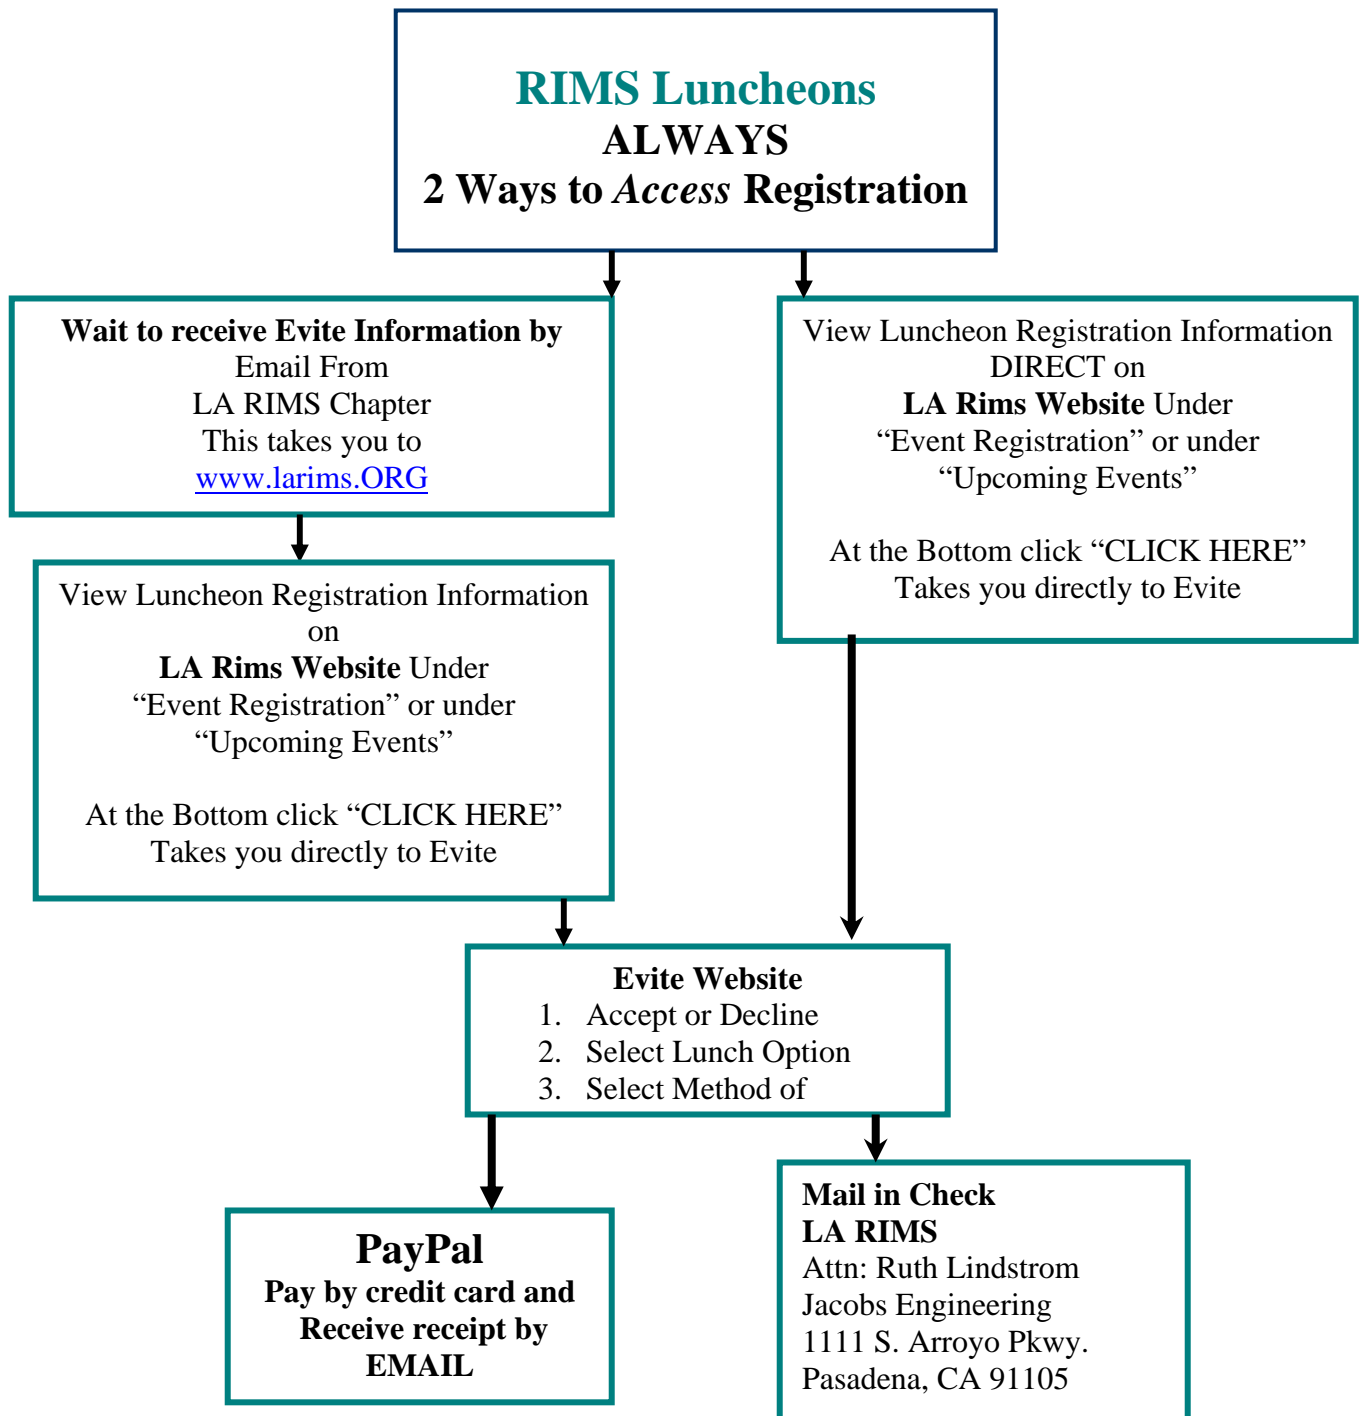 RIMS Luncheons
ALWAYS
2 Ways to Access Registration
Wait to receive Evite Information by
Email From
LA RIMS Chapter
This takes you to
www.larims.ORG
View Luncheon Registration Information
DIRECT on
LA Rims Website Under
“Event Registration” or under
“Upcoming Events”
At the Bottom click “CLICK HERE”
Takes you directly to Evite
View Luncheon Registration Information
on
LA Rims Website Under
“Event Registration” or under
“Upcoming Events”
At the Bottom click “CLICK HERE”
Takes you directly to Evite
Evite Website
1. Accept or Decline
2. Select Lunch Option
3. Select Method of
PayPal
Pay by credit card and
Receive receipt by
EMAIL
Mail in Check
LA RIMS
Attn: Ruth Lindstrom
Jacobs Engineering
1111 S. Arroyo Pkwy.
Pasadena, CA 91105